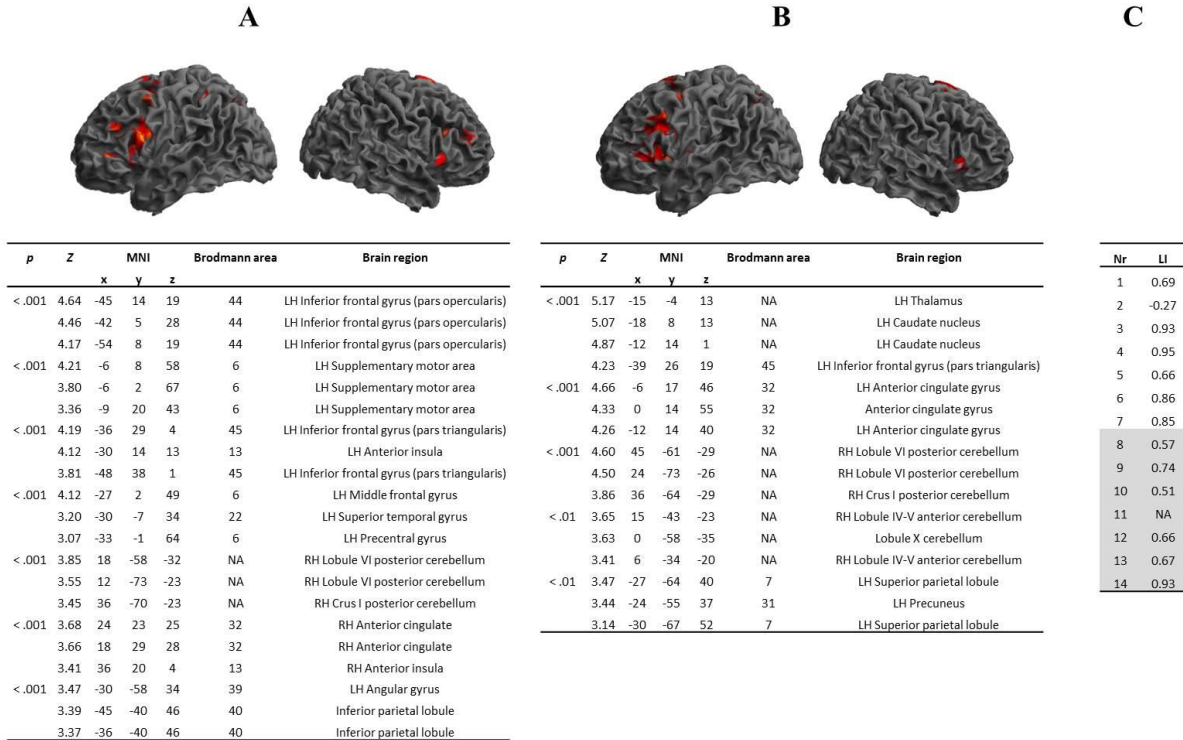 A
B
C
p Z MNI Brodmann area Brain region
x y z
< .001 4.64 -45 14 19 44 LH Inferior frontal gyrus (pars opercularis)
4.46 -42 5 28 44 LH Inferior frontal gyrus (pars opercularis)
4.17 -54 8 19 44 LH Inferior frontal gyrus (pars opercularis)
< .001 4.21 -6 8 58 6 LH Supplementary motor area
3.80 -6 2 67 6 LH Supplementary motor area
3.36 -9 20 43 6 LH Supplementary motor area
< .001 4.19 -36 29 4 45 LH Inferior frontal gyrus (pars triangularis)
4.12 -30 14 13 13 LH Anterior insula
3.81 -48 38 1 45 LH Inferior frontal gyrus (pars triangularis)
< .001 4.12 -27 2 49 6 LH Middle frontal gyrus
3.20 -30 -7 34 22 LH Superior temporal gyrus
3.07 -33 -1 64 6 LH Precentral gyrus
< .001 3.85 18 -58 -32 NA RH Lobule VI posterior cerebellum
3.55 12 -73 -23 NA RH Lobule VI posterior cerebellum
3.45 36 -70 -23 NA RH Crus I posterior cerebellum
< .001 3.68 24 23 25 32 RH Anterior cingulate
3.66 18 29 28 32 RH Anterior cingulate
3.41 36 20 4 13 RH Anterior insula
< .001 3.47 -30 -58 34 39 LH Angular gyrus
3.39 -45 -40 46 40 Inferior parietal lobule
3.37 -36 -40 46 40 Inferior parietal lobule
p Z MNI Brodmann area Brain region
x y z
< .001 5.17 -15 -4 13 NA LH Thalamus
5.07 -18 8 13 NA LH Caudate nucleus
4.87 -12 14 1 NA LH Caudate nucleus
4.23 -39 26 19 45 LH Inferior frontal gyrus (pars triangularis)
< .001 4.66 -6 17 46 32 LH Anterior cingulate gyrus
4.33 0 14 55 32 Anterior cingulate gyrus
4.26 -12 14 40 32 LH Anterior cingulate gyrus
< .001 4.60 45 -61 -29 NA RH Lobule VI posterior cerebellum
4.50 24 -73 -26 NA RH Lobule VI posterior cerebellum
3.86 36 -64 -29 NA RH Crus I posterior cerebellum
< .01 3.65 15 -43 -23 NA RH Lobule IV-V anterior cerebellum
3.63 0 -58 -35 NA Lobule X cerebellum
3.41 6 -34 -20 NA RH Lobule IV-V anterior cerebellum
< .01 3.47 -27 -64 40 7 LH Superior parietal lobule
3.44 -24 -55 37 31 LH Precuneus
3.14 -30 -67 52 7 LH Superior parietal lobule
Nr LI
1 0.69
2 -0.27
3 0.93
4 0.95
5 0.66
6 0.86
7 0.85
8 0.57
9 0.74
10 0.51
11 NA
12 0.66
13 0.67
14 0.93